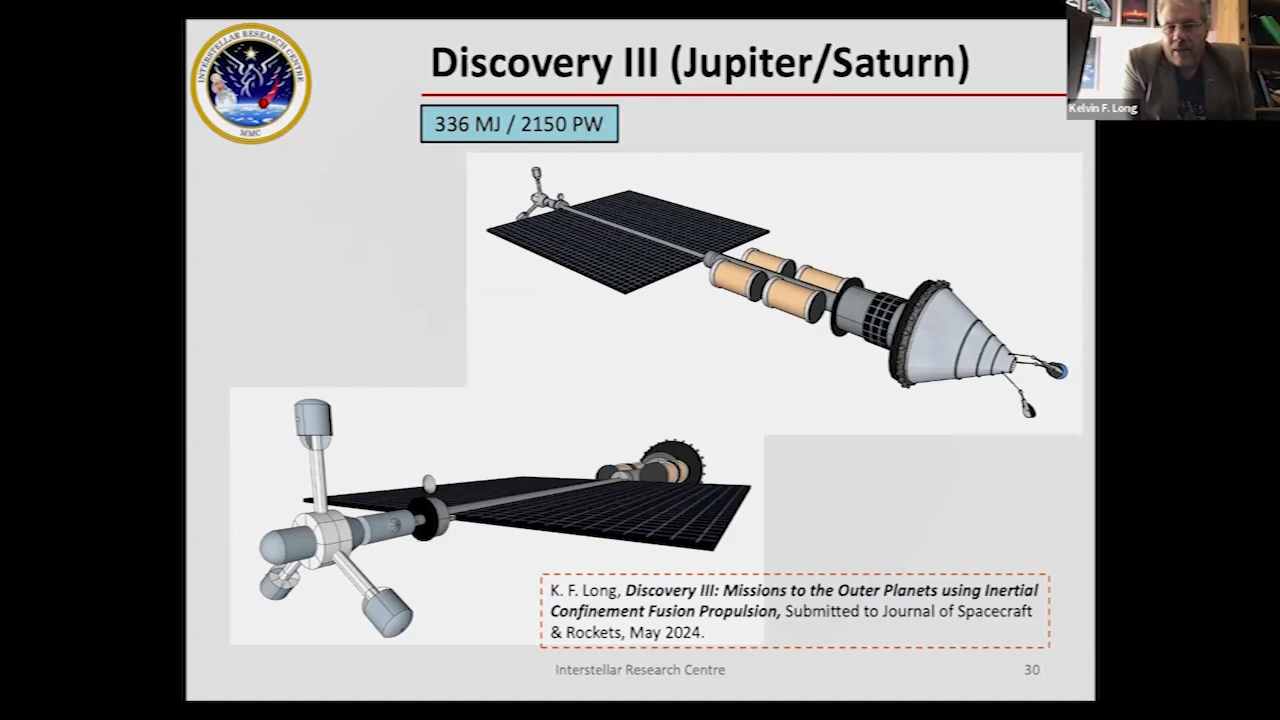 INTERSTELLAR RESEARCH CENTRE
MMC
Discovery III (Jupiter/Saturn)
336 MJ / 2150 PW
Kelvin F. Long
K. F. Long, Discovery III: Missions to the Outer Planets using Inertial
Confinement Fusion Propulsion, Submitted to Journal of Spacecraft
& Rockets, May 2024.
Interstellar Research Centre
30